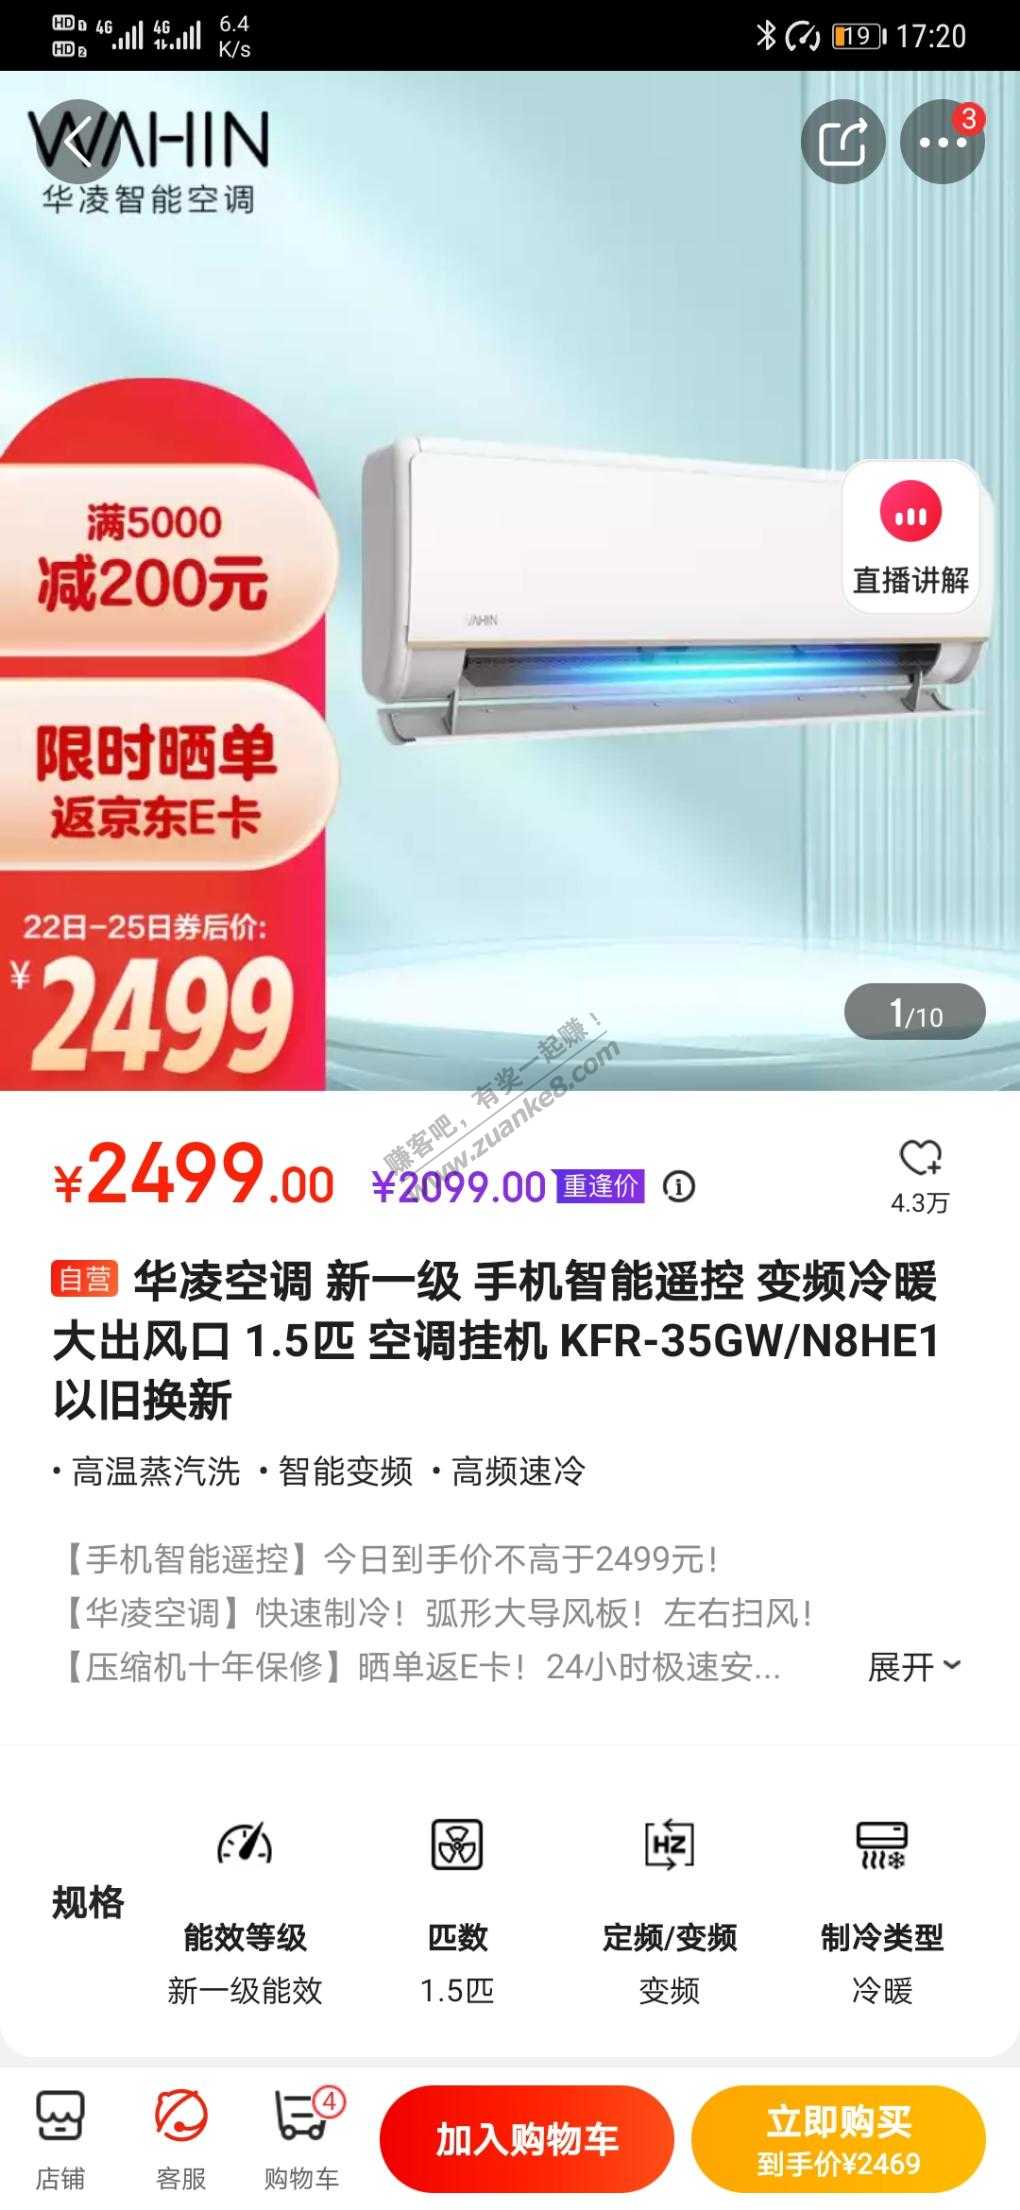 HD 1 4G 4G 6.4 19 17:20
HD 2 K/s
WAHIN
华凌智能空调
3
满5000
减200元
直播讲解
WAHIN
限时晒单
返京东E卡
22日-25日券后价:
¥2499
1/10
赚客吧，有奖一起赚！
www.zuanke8.com
¥2499.00 ¥2099.00 重逢价
4.3万
自营 华凌空调 新一级 手机智能遥控 变频冷暖
大出风口 1.5匹 空调挂机 KFR-35GW/N8HE1
以旧换新
·高温蒸汽洗 ·智能变频 ·高频速冷
【手机智能遥控】今日到手价不高于2499元！
【华凌空调】快速制冷！弧形大导风板！左右扫风！
【压缩机十年保修】晒单返E卡！24小时极速安... 展开
规格
HZ
能效等级 匹数 定频/变频 制冷类型
新一级能效 1.5匹 变频 冷暖
4
店铺 客服 购物车
加入购物车
立即购买
到手价¥2469